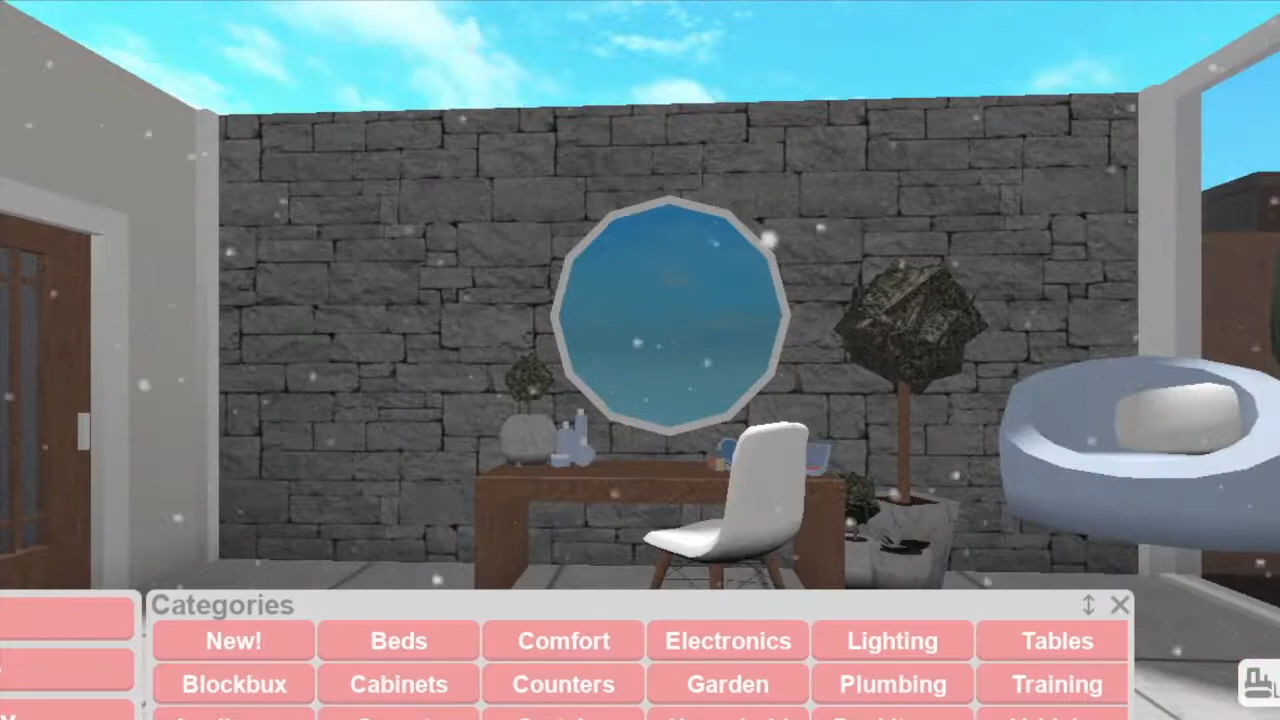 Categories
New! Beds Comfort Electronics Lighting Tables
Blockbux Cabinets Counters Garden Plumbing Training